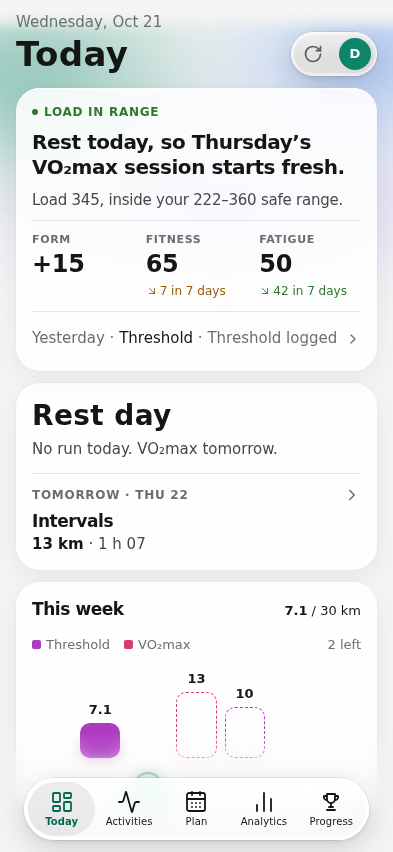 Wednesday, Oct 21
Today
D
LOAD IN RANGE
Rest today, so Thursday’s
VO₂max session starts fresh.
Load 345, inside your 222–360 safe range.
FORM FITNESS FATIGUE
+15 65 50
↘ 7 in 7 days ↘ 42 in 7 days
Yesterday · Threshold · Threshold logged
Rest day
No run today. VO₂max tomorrow.
TOMORROW · THU 22
Intervals
13 km · 1 h 07
This week 7.1 / 30 km
Threshold VO₂max 2 left
13
10
7.1
Today Activities Plan Analytics Progress